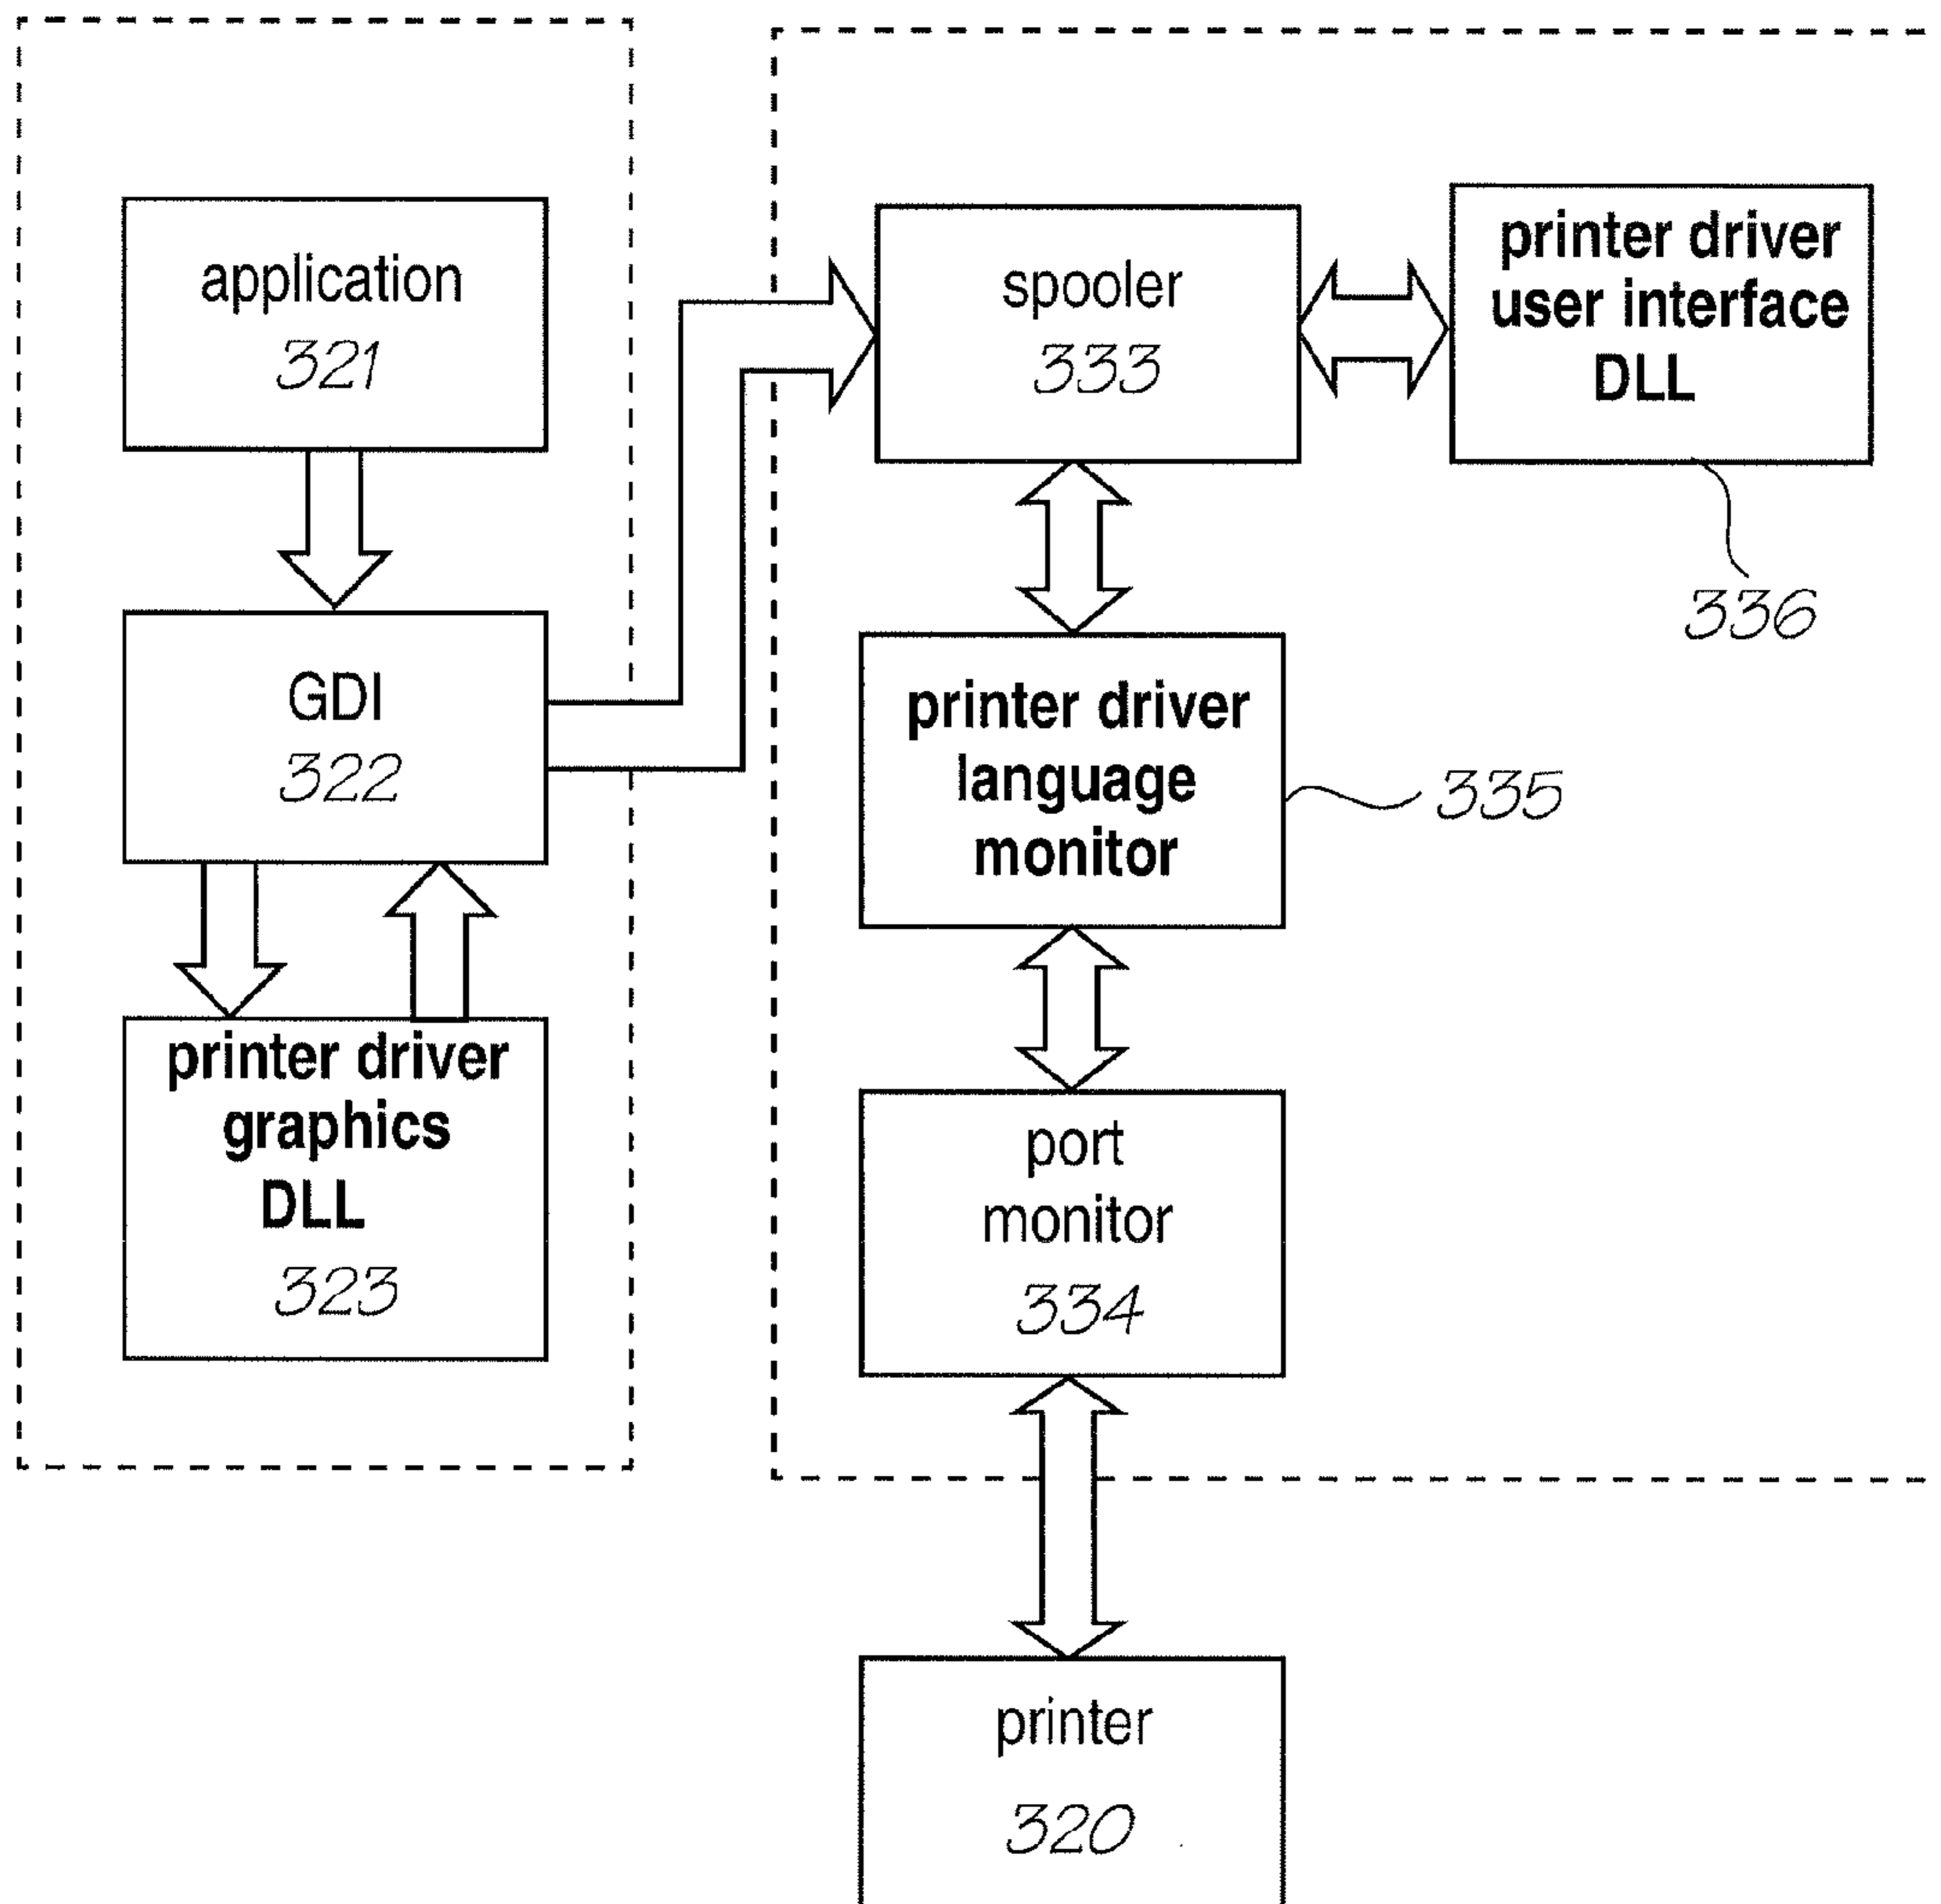 application
321
GDI
322
printer driver
graphics
DLL
323
spooler
333
printer driver
user interface
DLL
336
printer driver
language
monitor
335
port
monitor
334
printer
320